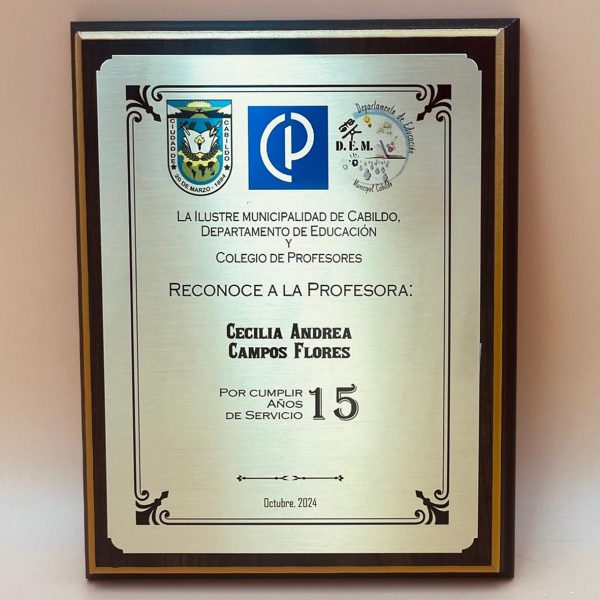 CIUDAD DE CABILDO
20 DE MARZO - 1894
Departamento de Educación
D. E. M.
Municipal Cabildo
LA ILUSTRE MUNICIPALIDAD DE CABILDO,
DEPARTAMENTO DE EDUCACIÓN
Y
COLEGIO DE PROFESORES
RECONOCE A LA PROFESORA:
CECILIA ANDREA
CAMPOS FLORES
POR CUMPLIR
AÑOS
DE SERVICIO
15
Octubre, 2024